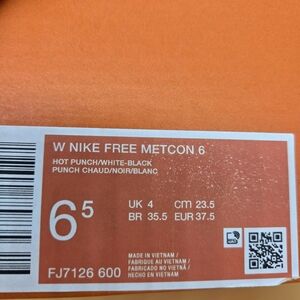 W NIKE FREE METCON 6
HOT PUNCH/WHITE-BLACK
PUNCH CHAUD/NOIR/BLANC
6 5
UK 4 cm 23.5
BR 35.5 EUR 37.5
MADE IN VIETNAM /
FABRIQUE AU VIETNAM /
FABRICADO NO VIETNÃ /
HECHO EN VIETNAM
FJ7126 600